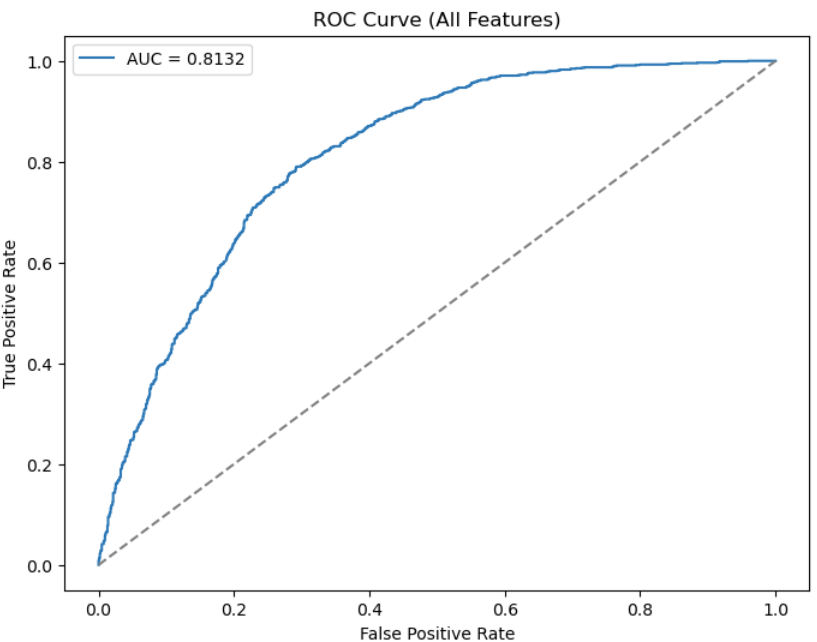 ROC Curve (All Features)
AUC = 0.8132
1.0
0.8
0.6
0.4
0.2
0.0
True Positive Rate
0.0 0.2 0.4 0.6 0.8 1.0
False Positive Rate